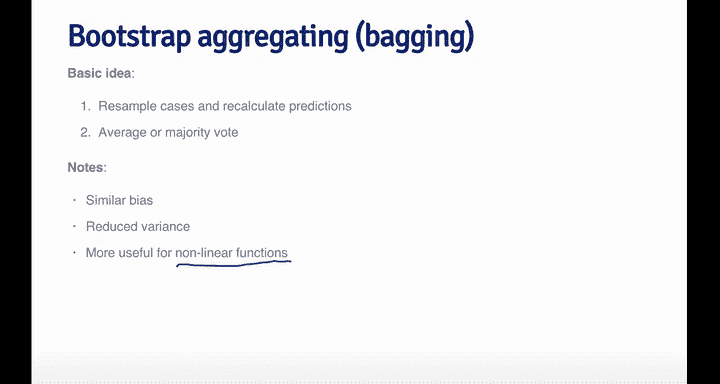 Bootstrap aggregating (bagging)
Basic idea:
1. Resample cases and recalculate predictions
2. Average or majority vote
Notes:
· Similar bias
· Reduced variance
· More useful for non-linear functions